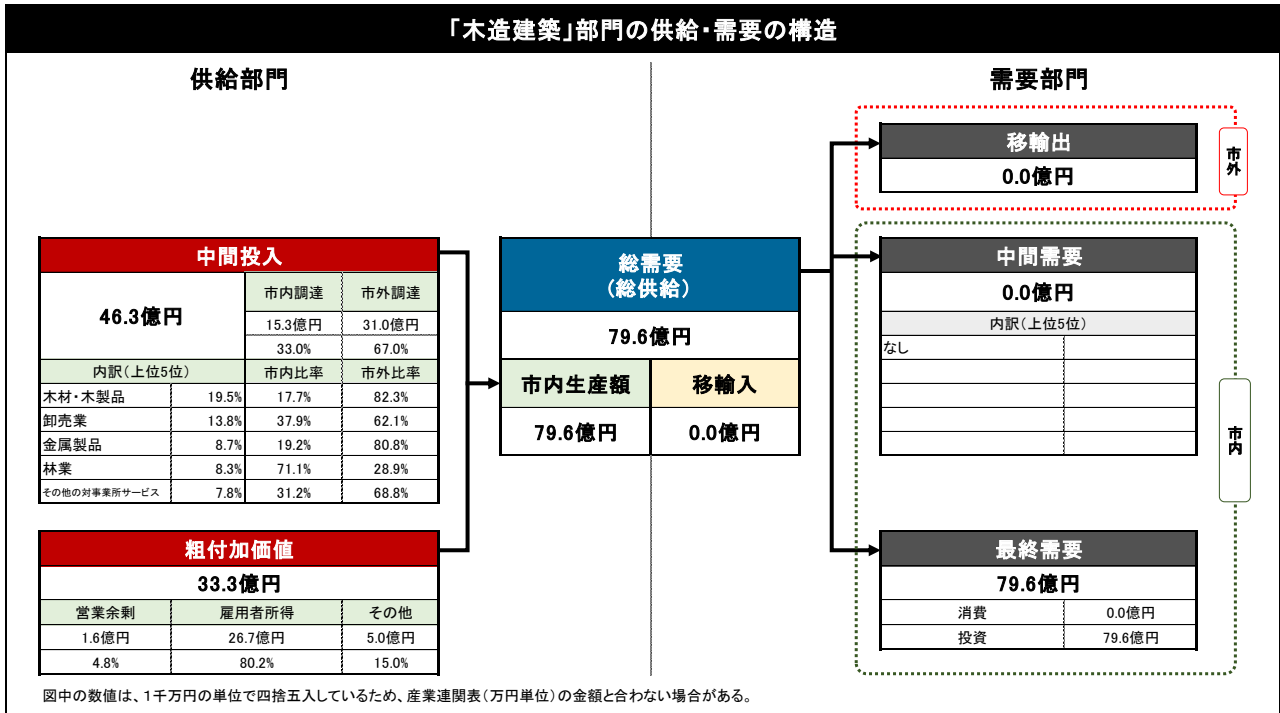 「木造建築」部門の供給・需要の構造
供給部門
需要部門
移輸出
0.0億円
市外
中間投入
46.3億円
市内調達 市外調達
15.3億円 31.0億円
33.0% 67.0%
内訳(上位5位) 市内比率 市外比率
木材・木製品 19.5% 17.7% 82.3%
卸売業 13.8% 37.9% 62.1%
金属製品 8.7% 19.2% 80.8%
林業 8.3% 71.1% 28.9%
その他の対事業所サービス 7.8% 31.2% 68.8%
粗付加価値
33.3億円
営業余剰 雇用者所得 その他
1.6億円 26.7億円 5.0億円
4.8% 80.2% 15.0%
総需要
(総供給)
79.6億円
市内生産額 移輸入
79.6億円 0.0億円
中間需要
0.0億円
内訳(上位5位)
なし
市内
最終需要
79.6億円
消費 0.0億円
投資 79.6億円
図中の数値は、1千万円の単位で四捨五入しているため、産業連関表(万円単位)の金額と合わない場合がある。